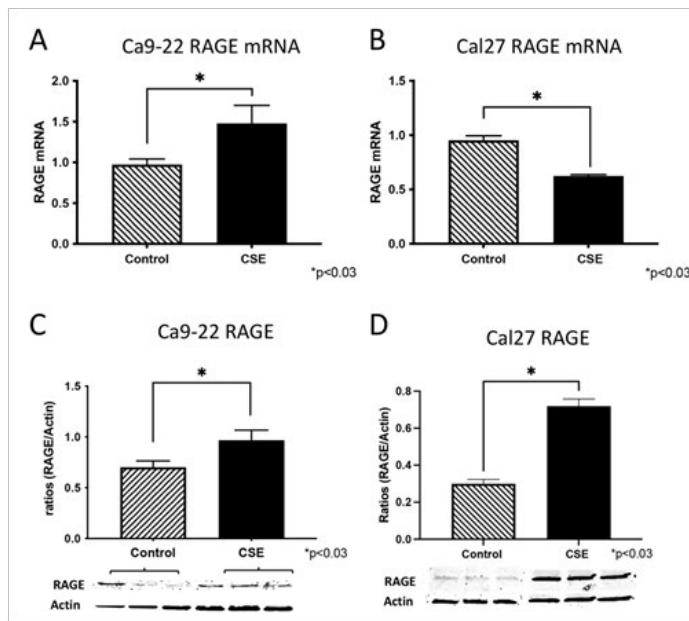 A
Ca9-22 RAGE mRNA
RAGE mRNA
2.0
1.5
1.0
0.5
0.0
*
Control
CSE
*p<0.03
B
Cal27 RAGE mRNA
RAGE mRNA
1.5
1.0
0.5
0.0
*
Control
CSE
*p<0.03
C
Ca9-22 RAGE
ratios (RAGE/Actin)
1.5
1.0
0.5
0.0
*
Control
CSE
*p<0.03
RAGE
Actin
D
Cal27 RAGE
Ratios (RAGE/Actin)
0.8
0.6
0.4
0.2
0.0
*
Control
CSE
*p<0.03
RAGE
Actin